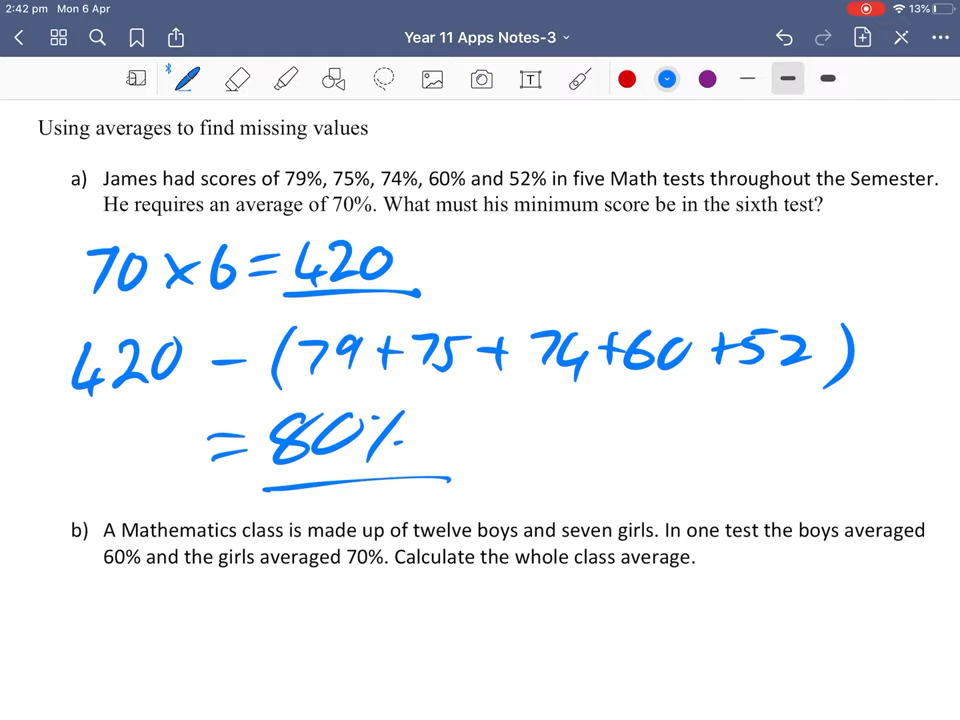 2:42 pm Mon 6 Apr 13%
Year 11 Apps Notes-3
T
Using averages to find missing values
a) James had scores of 79%, 75%, 74%, 60% and 52% in five Math tests throughout the Semester.
He requires an average of 70%. What must his minimum score be in the sixth test?
70 × 6 = 420
420 - (79+75+74+60+52)
= 80%
b) A Mathematics class is made up of twelve boys and seven girls. In one test the boys averaged
60% and the girls averaged 70%. Calculate the whole class average.